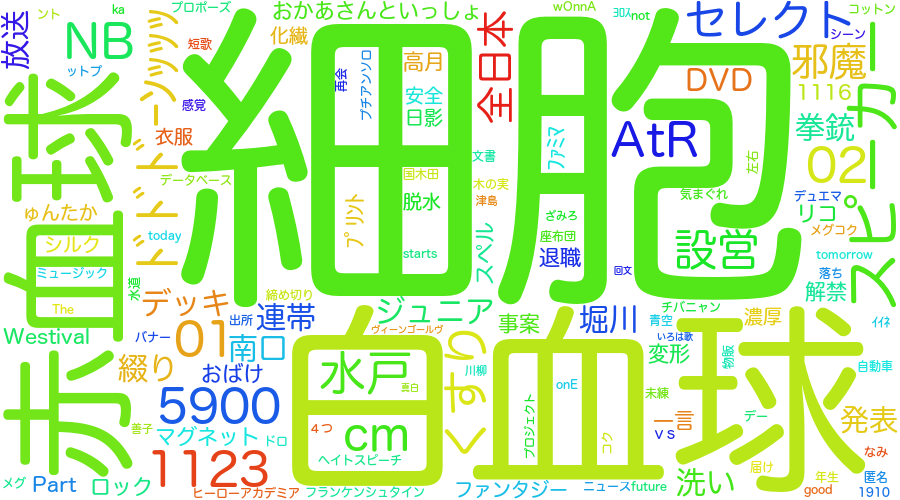 細胞
白血球
赤血球
放送
NB
ント
ットプ
プロポーズ
ka
短歌
感覚
ドドドーンッッッッ
おかあさんといっしょ
化繊
全日本
wOnnA
ﾖﾛｽ
not
セレクト
コットン
シーン
邪魔
DVD
1116
スピーカー
拳銃
02
AtR
高月
安全
日影
再会
プチアンソロ
プリント
国木田
脱水
starts
文書
木の実
津島
ファミマ
スペル
ざみろ
座布団
退職
回文
左右
気まぐれ
設営
デュエマ
リコ
メグコク
tomorrow
落ち
解禁
ｲｲﾈ
衣服
データベース
ゅんたか
シルク
ミュージック
The
today
水道
Westival
バナー
デッキ
01
出所
連帯
締め切り
南口
綴り
おばけ
5900
マグネット
ドロ
善子
1123
メグ
Part
ロック
ヒーローアカデミア
フランケンシュタイン
ジュニア
ヴィーンゴールヴ
水戸
真白
cm
4つ
ヘイトスピーチ
くすり
川柳
事案
堀川
onE
プロジェクト
コク
ファンタジー
ニュース
future
チバニャン
青空
いろは歌
変形
未練
一言
vs
洗い
物販
濃厚
デー
届け
自動車
発表
なみ
年生
匿名
good
1910